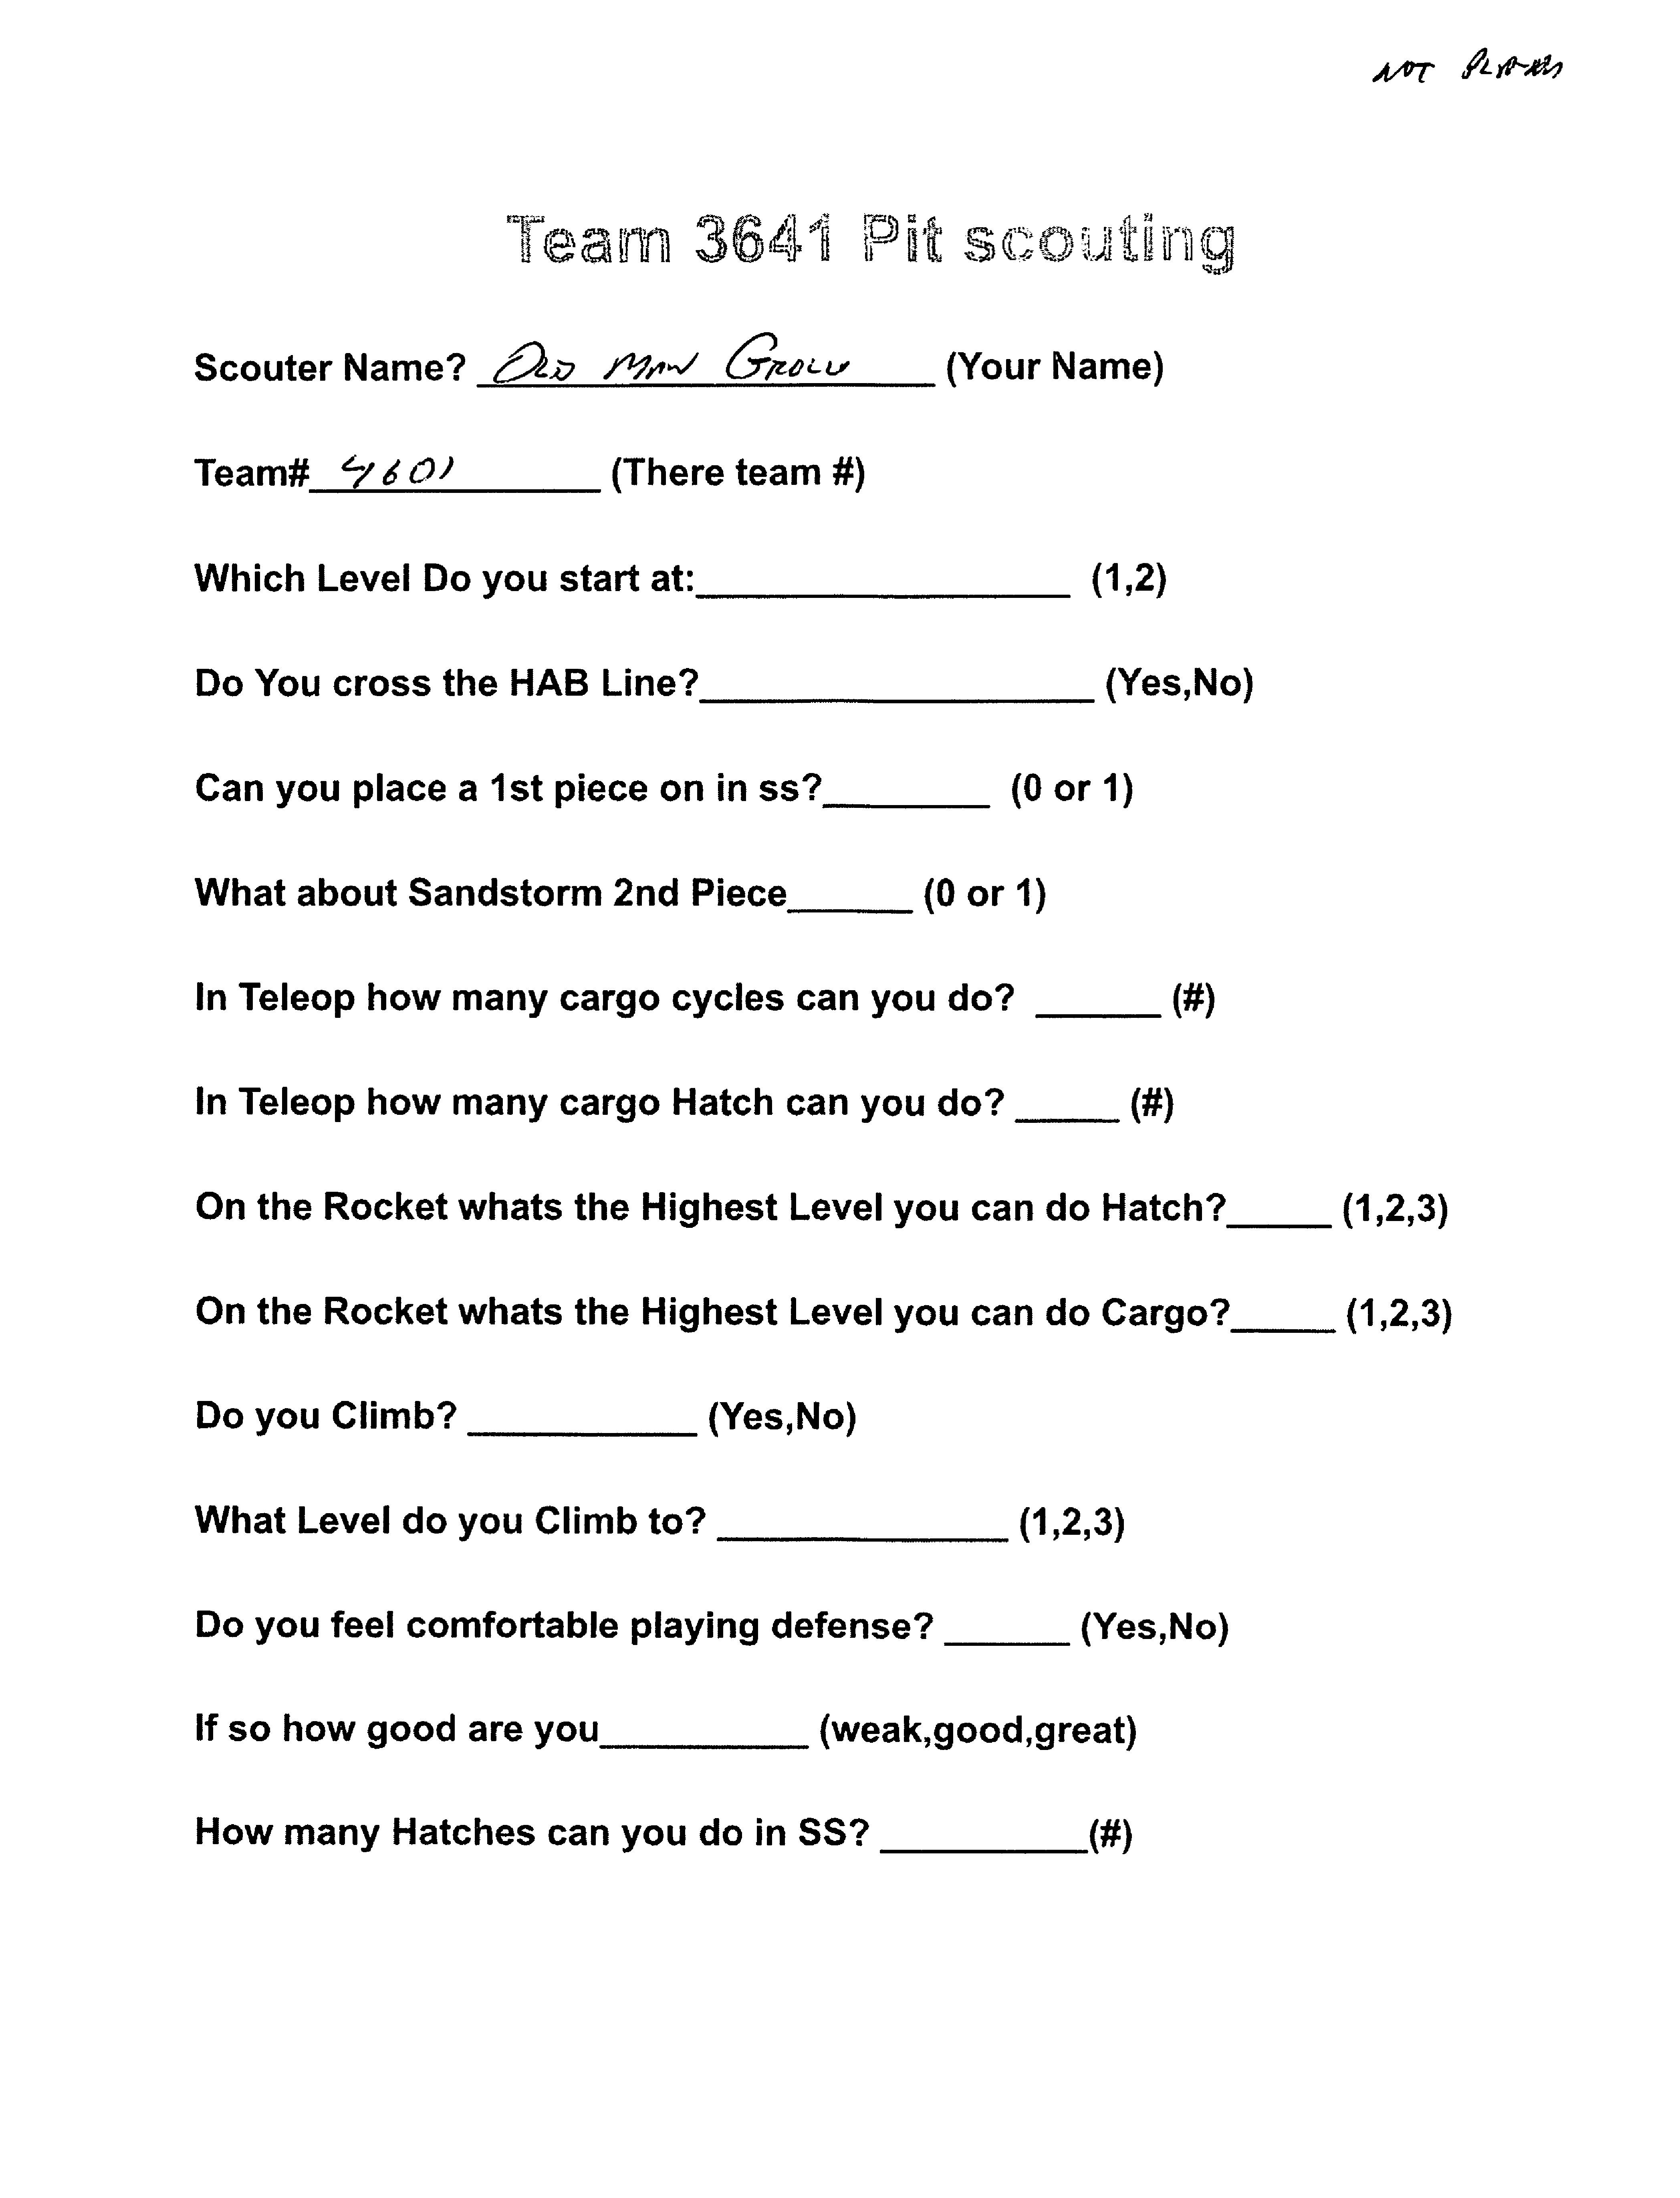 NOT
Team 3641 Pit scouting
Scouter Name? OLD MAN (Your Name)
Team# 4601 (There team #)
Which Level Do you start at:__________________ (1,2)
Do You cross the HAB Line?___________________ (Yes,No)
Can you place a 1st piece on in ss?________ (0 or 1)
What about Sandstorm 2nd Piece______ (0 or 1)
In Teleop how many cargo cycles can you do? ______ (#)
In Teleop how many cargo Hatch can you do? _____ (#)
On the Rocket whats the Highest Level you can do Hatch?_____ (1,2,3)
On the Rocket whats the Highest Level you can do Cargo?_____ (1,2,3)
Do you Climb? ___________ (Yes,No)
What Level do you Climb to? ______________ (1,2,3)
Do you feel comfortable playing defense? ______ (Yes,No)
If so how good are you__________ (weak,good,great)
How many Hatches can you do in SS? __________(#)